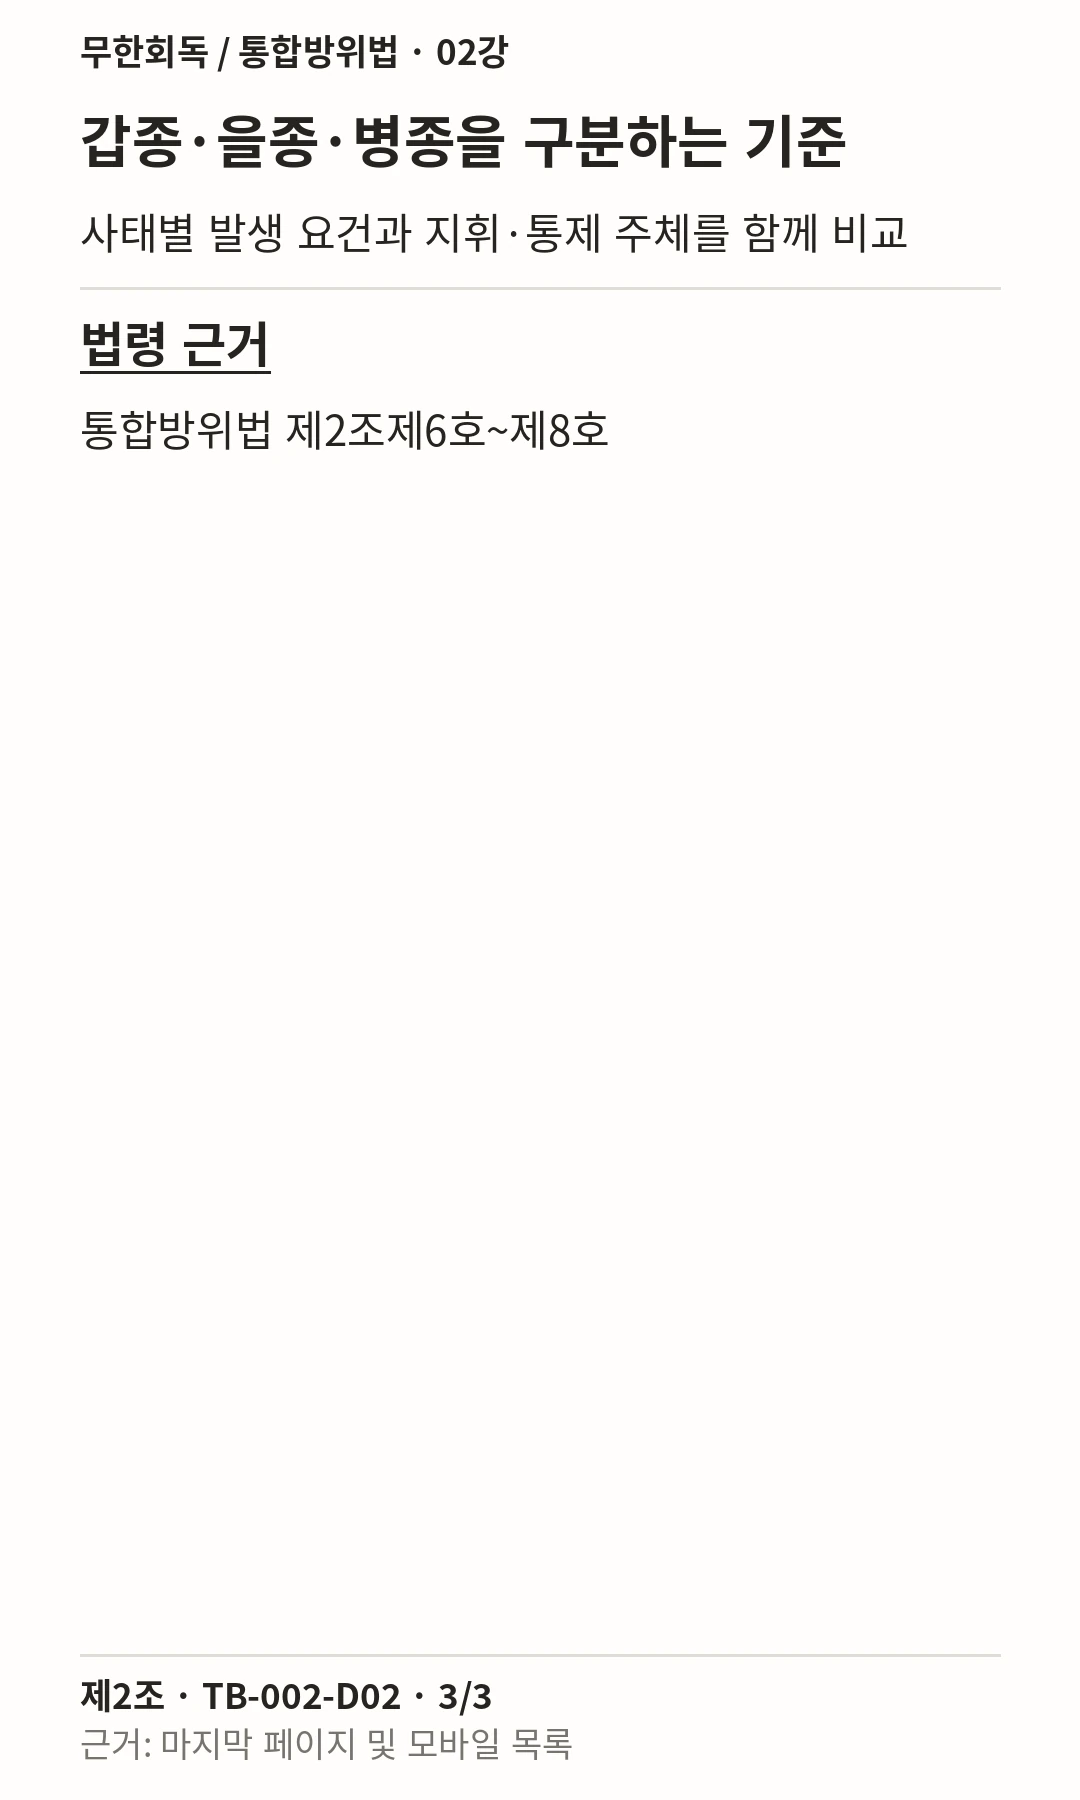 무한회독 / 통합방위법 · 02강
갑종·을종·병종을 구분하는 기준
사태별 발생 요건과 지휘·통제 주체를 함께 비교
법령 근거
통합방위법 제2조제6호~제8호
제2조 · TB-002-D02 · 3/3
근거: 마지막 페이지 및 모바일 목록